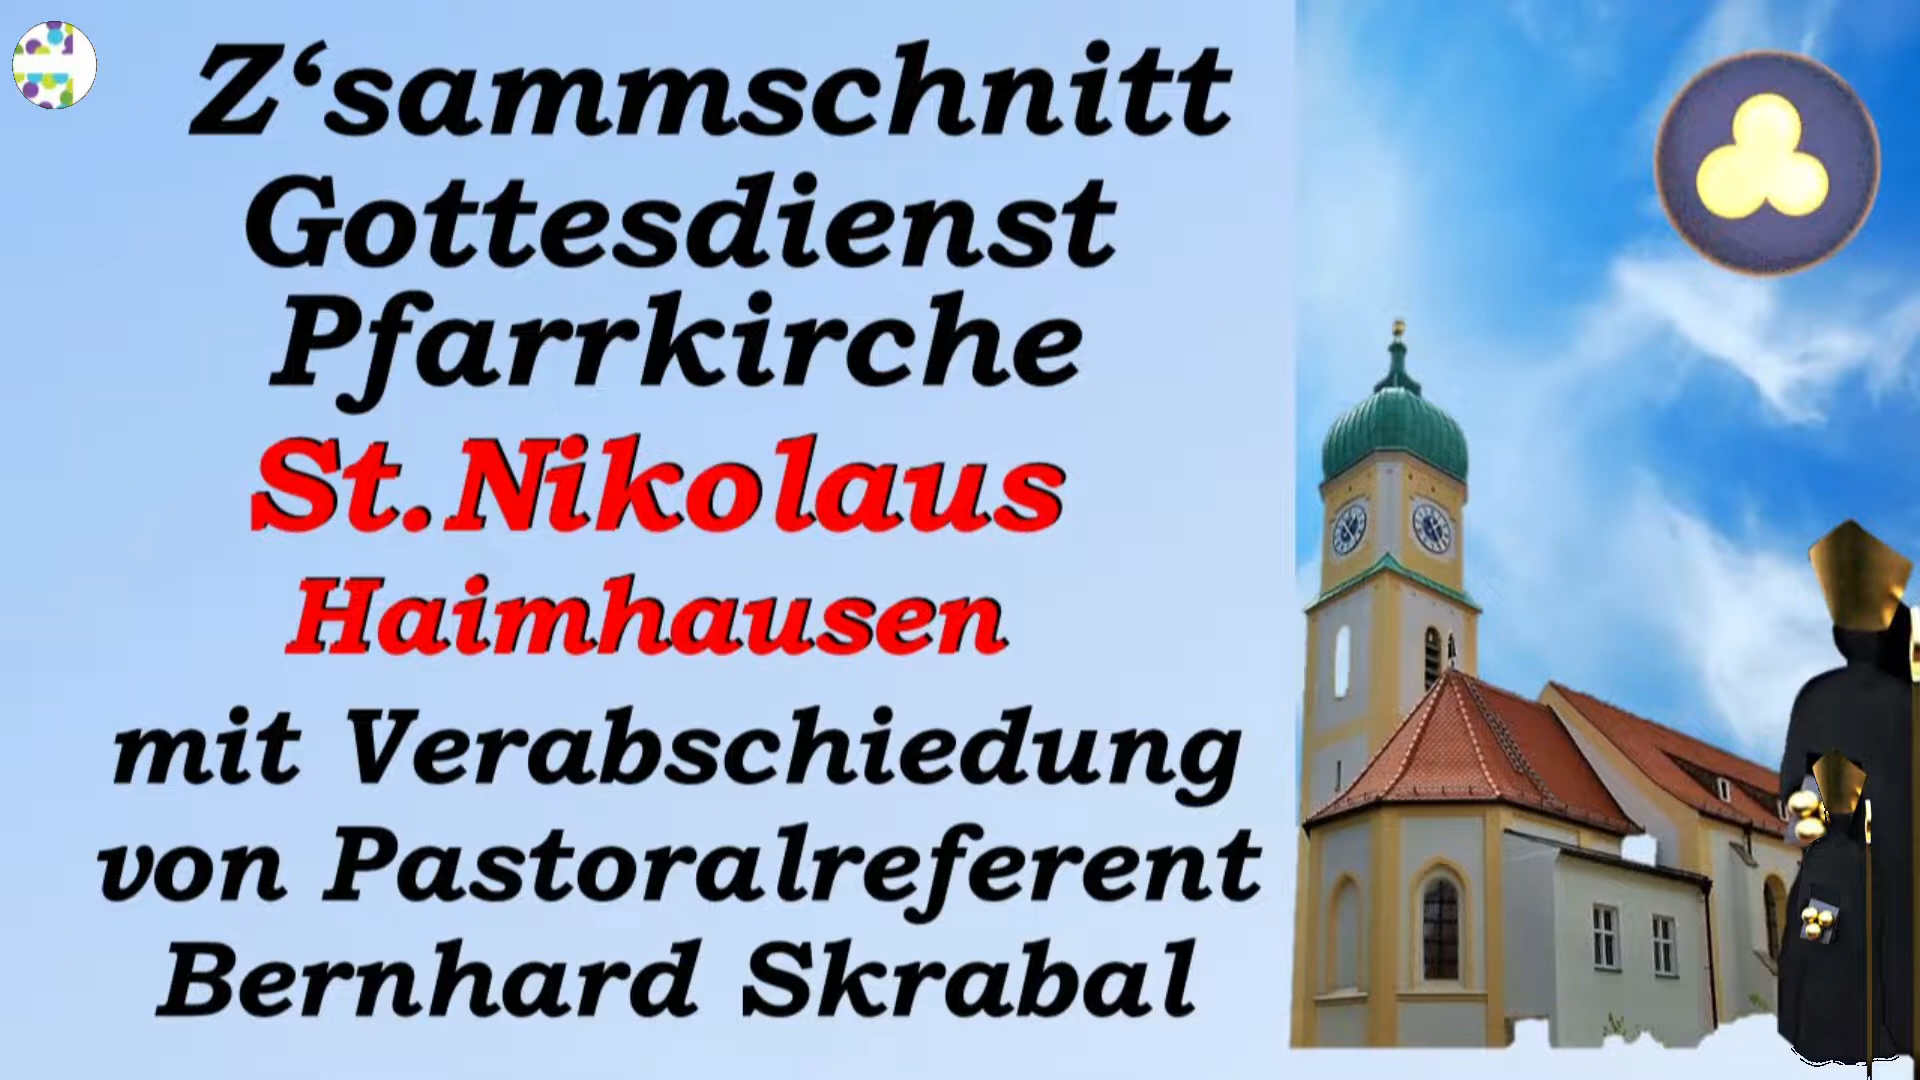 Z‘sammschnitt
Gottesdienst
Pfarrkirche
St.Nikolaus
Haimhausen
mit Verabschiedung
von Pastoralreferent
Bernhard Skrabal